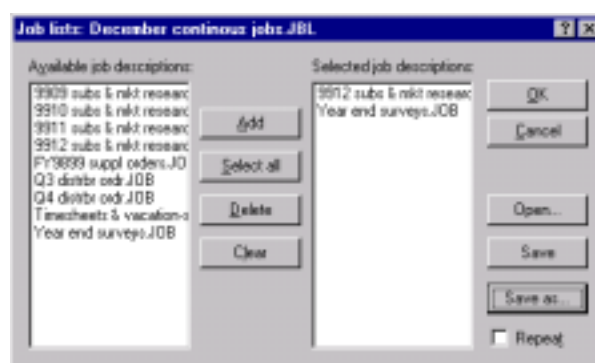 Job lists: December continous jobs.JBL
Available job descriptions:
9909 subs & mkt researc
9910 subs & mkt researc
9911 subs & mkt researc
9912 subs & mkt researc
FY9899 suppl orders.JO
Q3 distrbr ordr.JOB
Q4 distrbr ordr.JOB
Timesheets & vacation-s
Year end surveys.JOB
Add
Select all
Delete
Clear
Selected job descriptions:
9912 subs & mkt researc
Year end surveys.JOB
OK
Cancel
Open...
Save
Save as...
Repeat